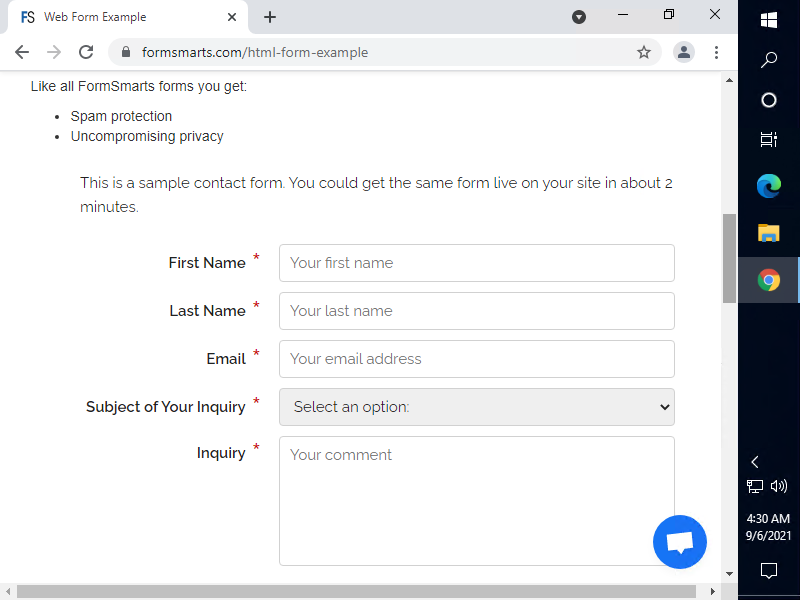 FS Web Form Example
formsmarts.com/html-form-example
Like all FormSmarts forms you get:
• Spam protection
• Uncompromising privacy
This is a sample contact form. You could get the same form live on your site in about 2
minutes.
First Name *
Your first name
Last Name *
Your last name
Email *
Your email address
Subject of Your Inquiry *
Select an option:
Inquiry *
Your comment
4:30 AM
9/6/2021